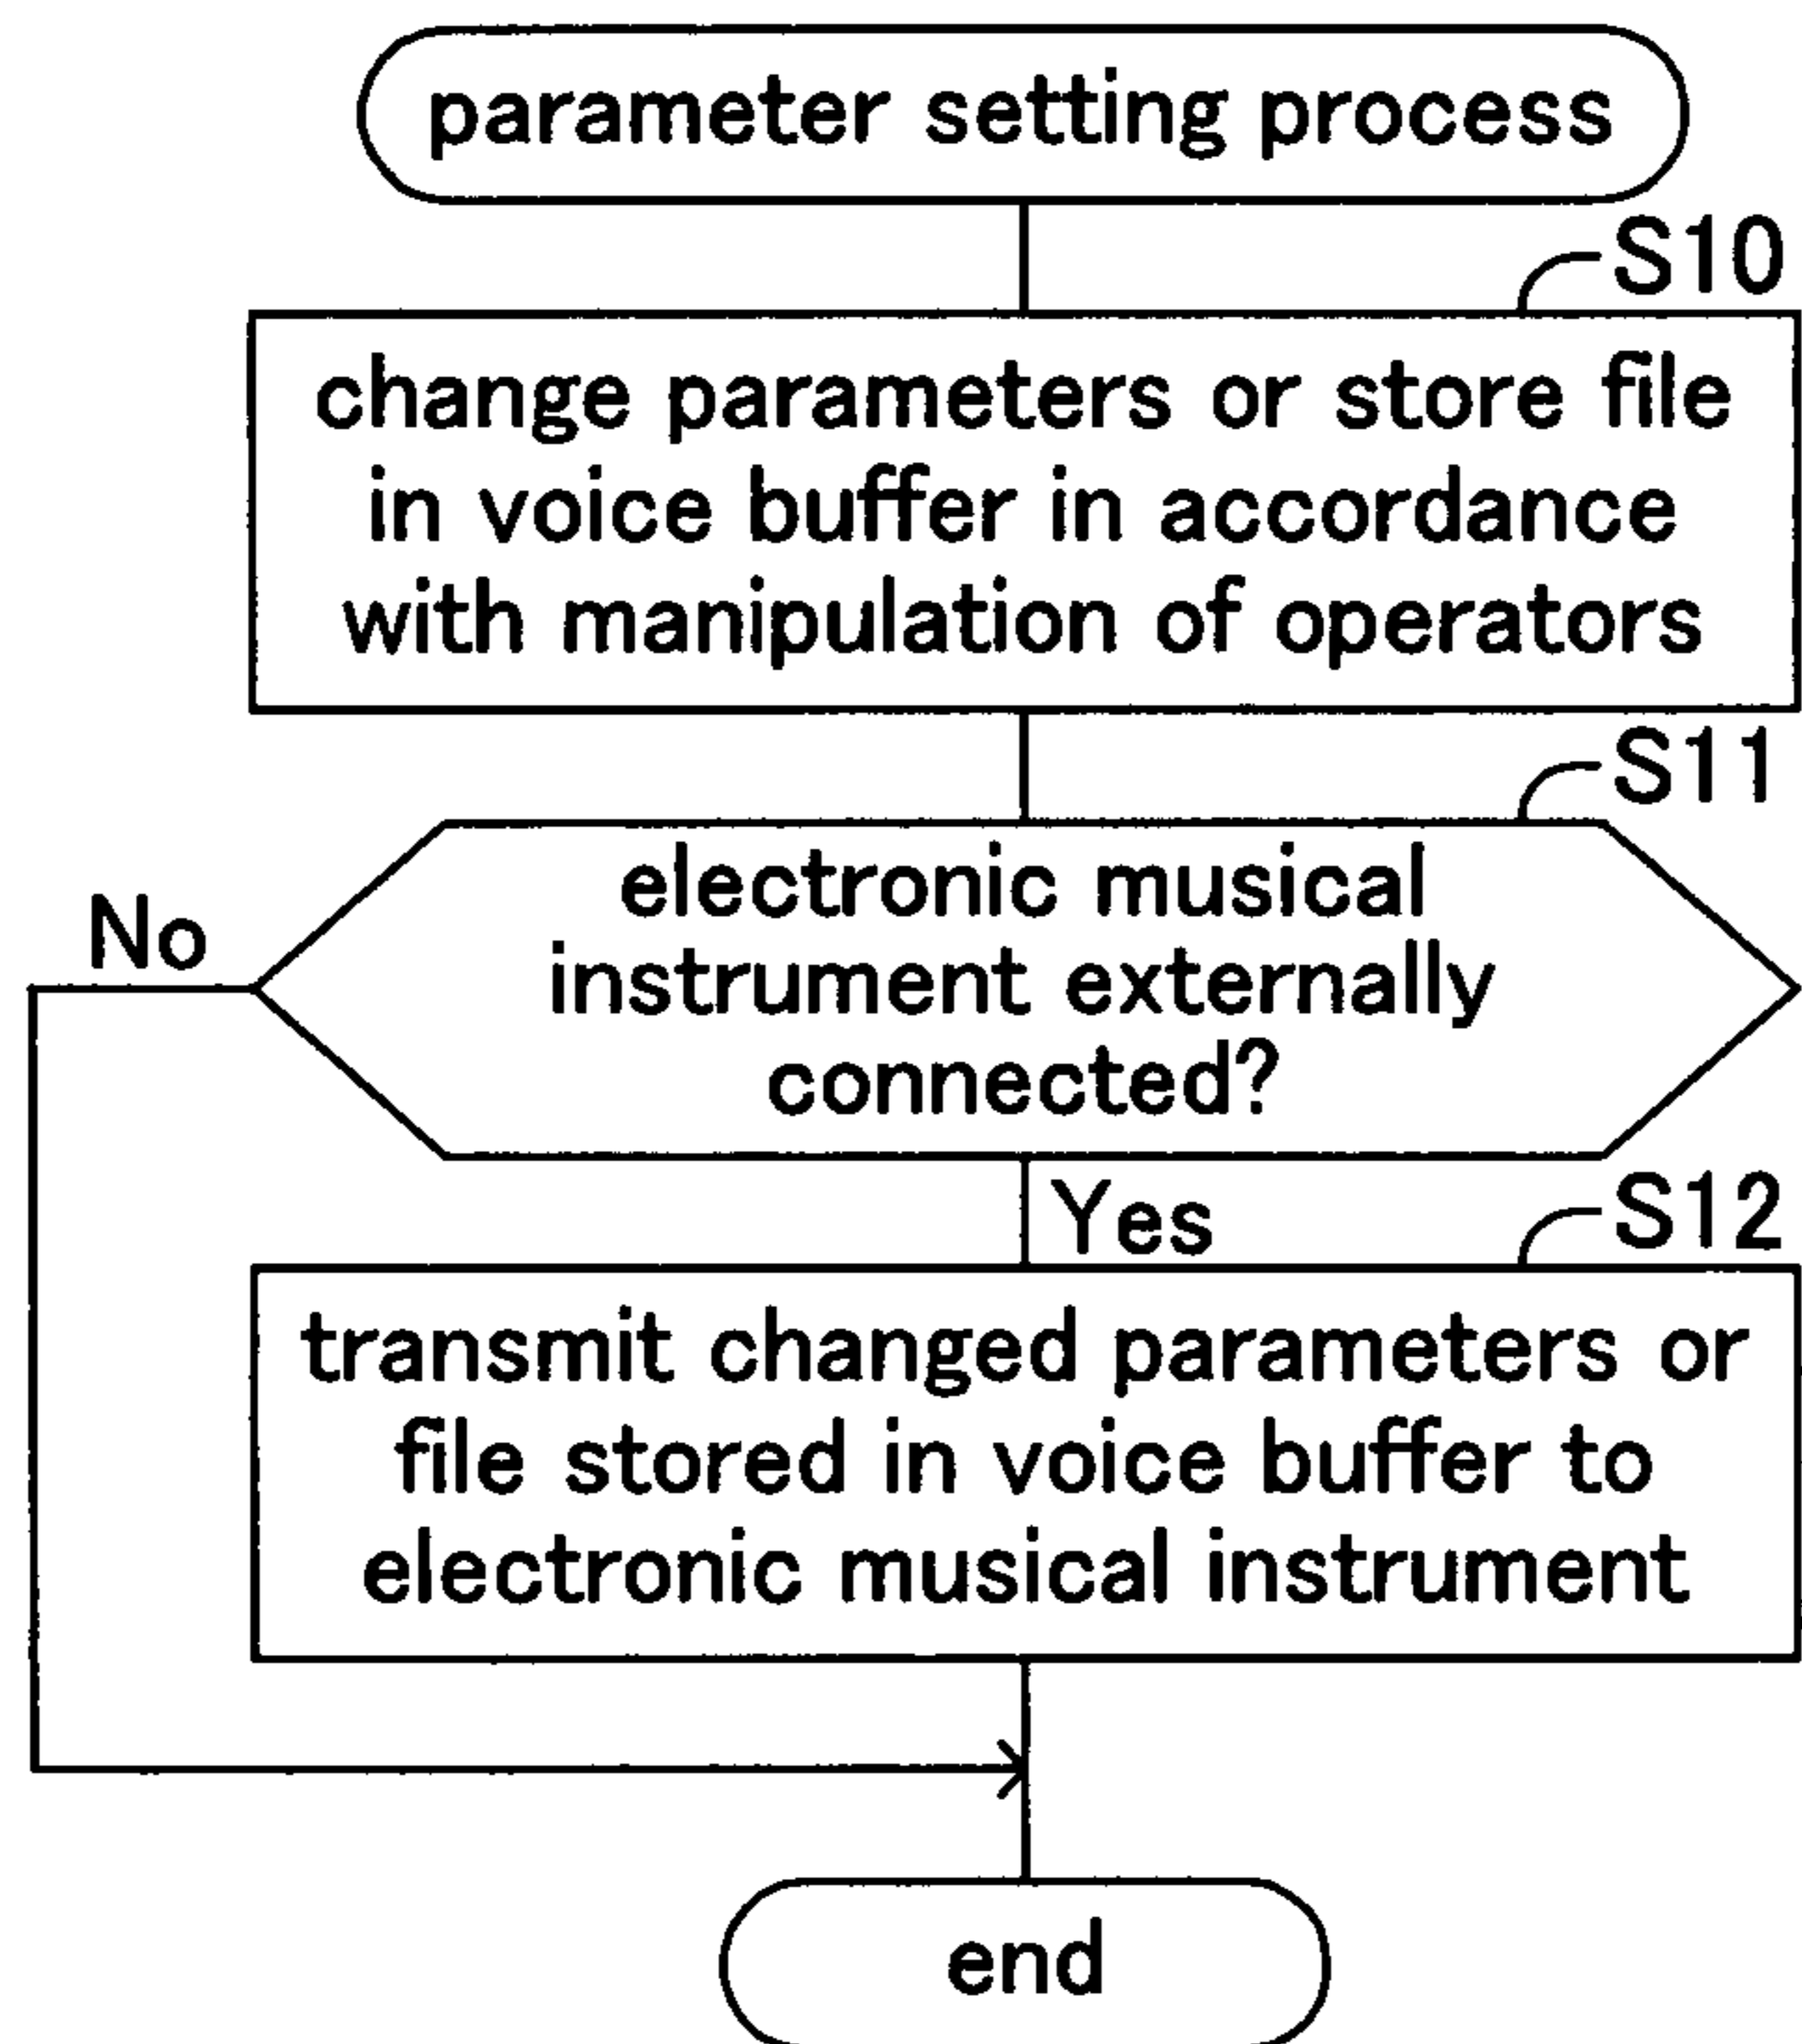 parameter setting process
S10
change parameters or store file
in voice buffer in accordance
with manipulation of operators
S11
electronic musical
instrument externally
connected?
No
Yes
S12
transmit changed parameters or
file stored in voice buffer to
electronic musical instrument
end